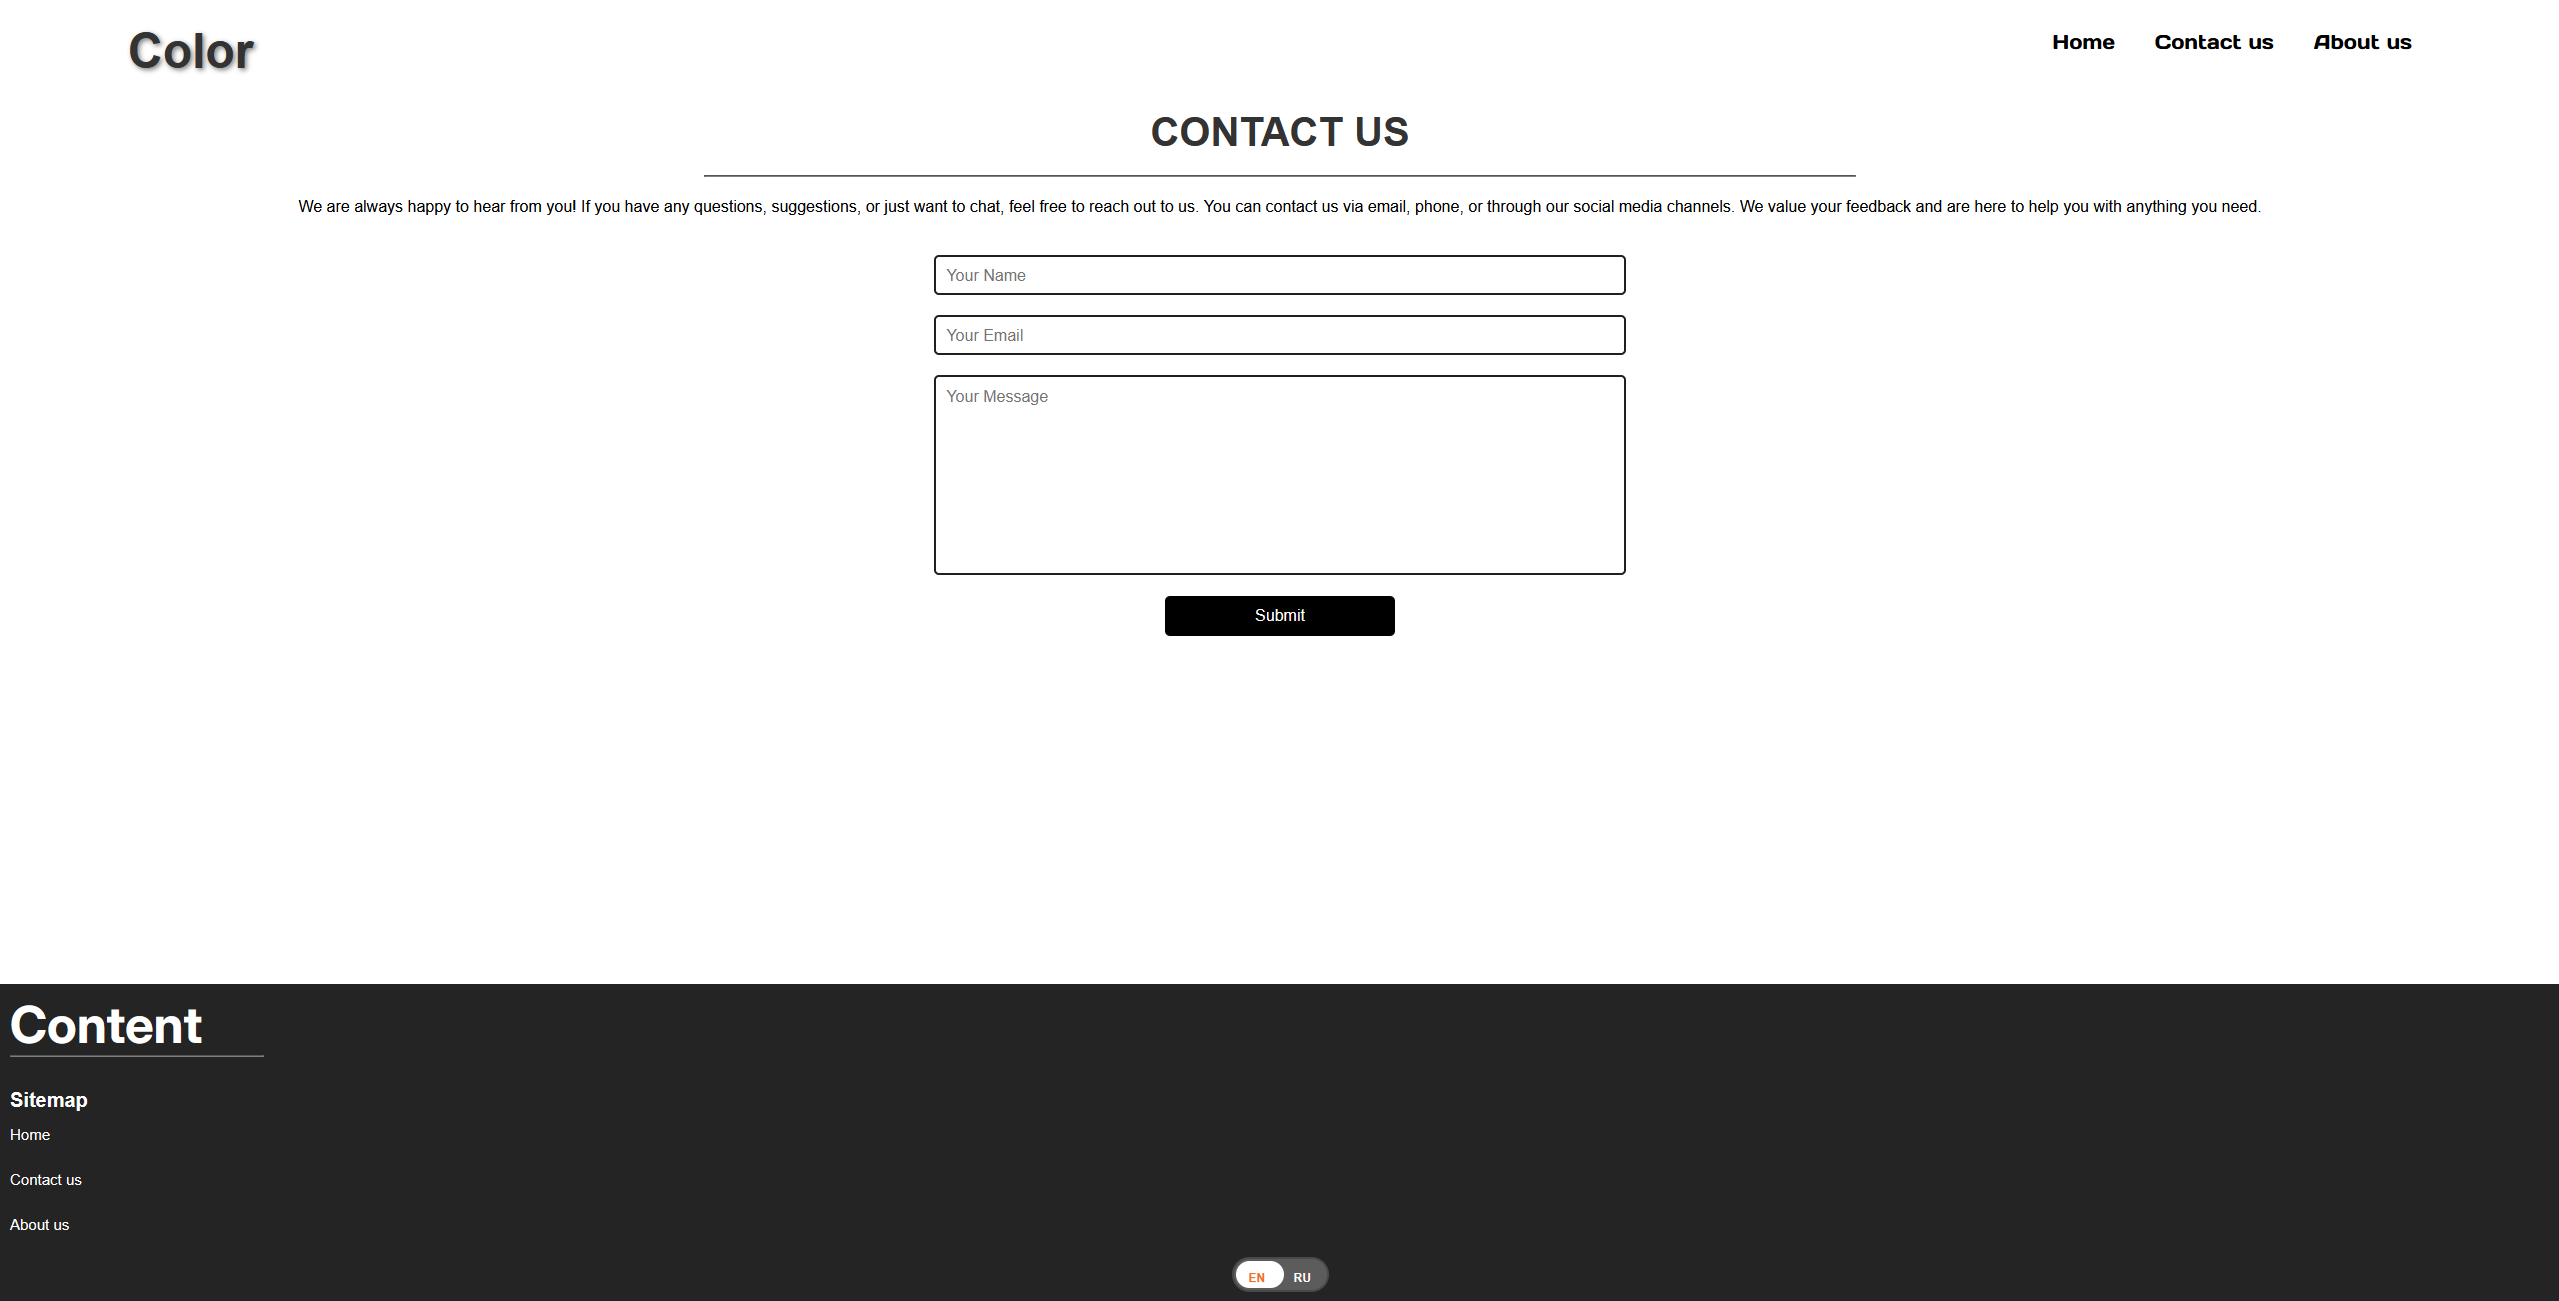 Color
Home
Contact us
About us
CONTACT US
We are always happy to hear from you! If you have any questions, suggestions, or just want to chat, feel free to reach out to us. You can contact us via email, phone, or through our social media channels. We value your feedback and are here to help you with anything you need.
Your Name
Your Email
Your Message
Submit
Content
Sitemap
Home
Contact us
About us
EN RU